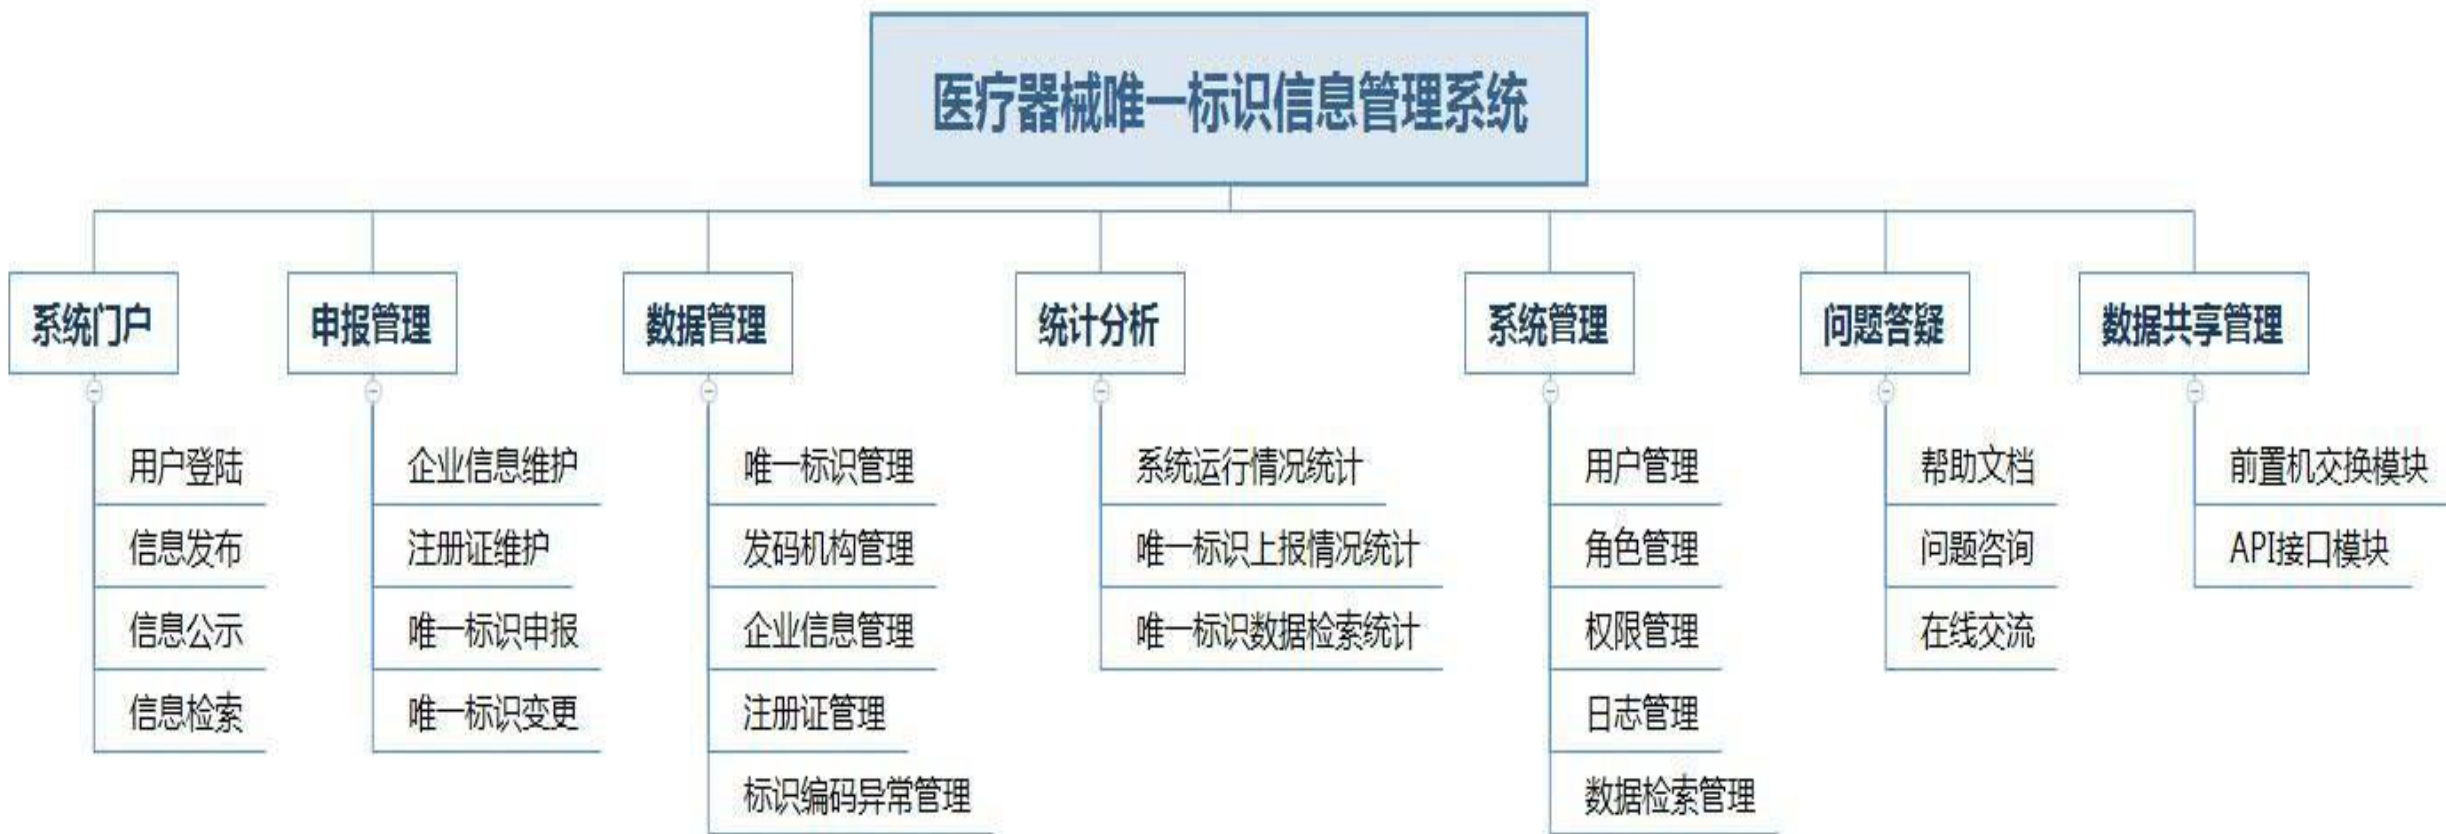 医疗器械唯一标识信息管理系统
系统门户
用户登陆
信息发布
信息公示
信息检索
申报管理
企业信息维护
注册证维护
唯一标识申报
唯一标识变更
数据管理
唯一标识管理
发码机构管理
企业信息管理
注册证管理
标识编码异常管理
统计分析
系统运行情况统计
唯一标识上报情况统计
唯一标识数据检索统计
系统管理
用户管理
角色管理
权限管理
日志管理
数据检索管理
问题答疑
帮助文档
问题咨询
在线交流
数据共享管理
前置机交换模块
API接口模块